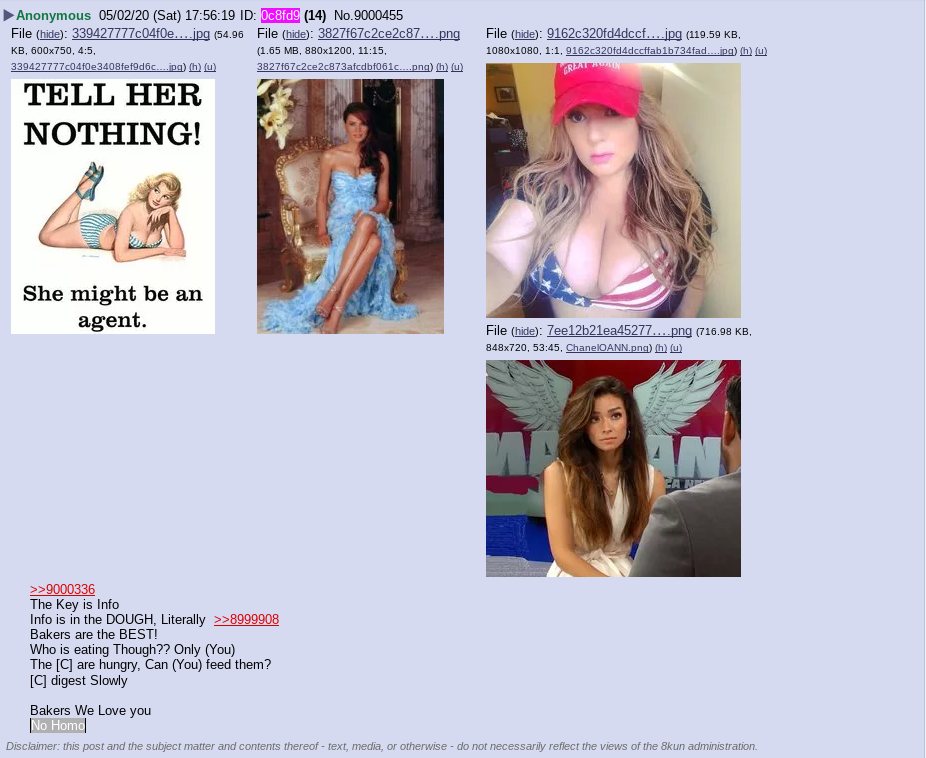 ▶Anonymous 05/02/20 (Sat) 17:56:19 ID: 0c8fd9 (14) No.9000455
File (hide): 339427777c04f0e….jpg (54.96 KB, 600x750, 4:5, 339427777c04f0e3408fef9d6c….jpg) (h) (u)
TELL HER
NOTHING!
She might be an
agent.
File (hide): 3827f67c2ce2c87….png
(1.65 MB, 880x1200, 11:15,
3827f67c2ce2c873afcdbf061c….png) (h) (u)
File (hide): 9162c320fd4dccf….jpg (119.59 KB,
1080x1080, 1:1, 9162c320fd4dccffab1b734fad….jpg) (h) (u)
GREAT AGAIN
File (hide): 7ee12b21ea45277….png (716.98 KB,
848x720, 53:45, ChanelOANN.png) (h) (u)
>>9000336
The Key is Info
Info is in the DOUGH, Literally >>8999908
Bakers are the BEST!
Who is eating Though?? Only (You)
The [C] are hungry, Can (You) feed them?
[C] digest Slowly
Bakers We Love you
No Homo
Disclaimer: this post and the subject matter and contents thereof - text, media, or otherwise - do not necessarily reflect the views of the 8kun administration.